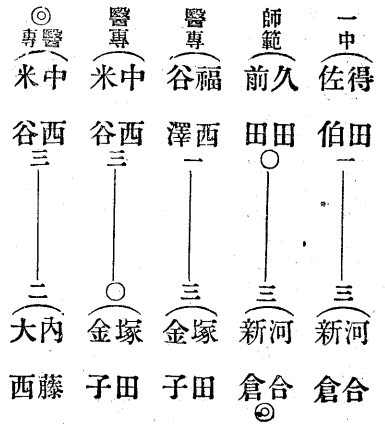 一中(得田 佐伯 一――三(河合 新倉
師範(久田 前田 〇――三(河合 新倉◎
醫專(福西 谷澤 一――三(塚田 金子
醫專(中西 米谷 三――〇(塚田 金子
◎醫專(中西 米谷 三――二(內藤 大西